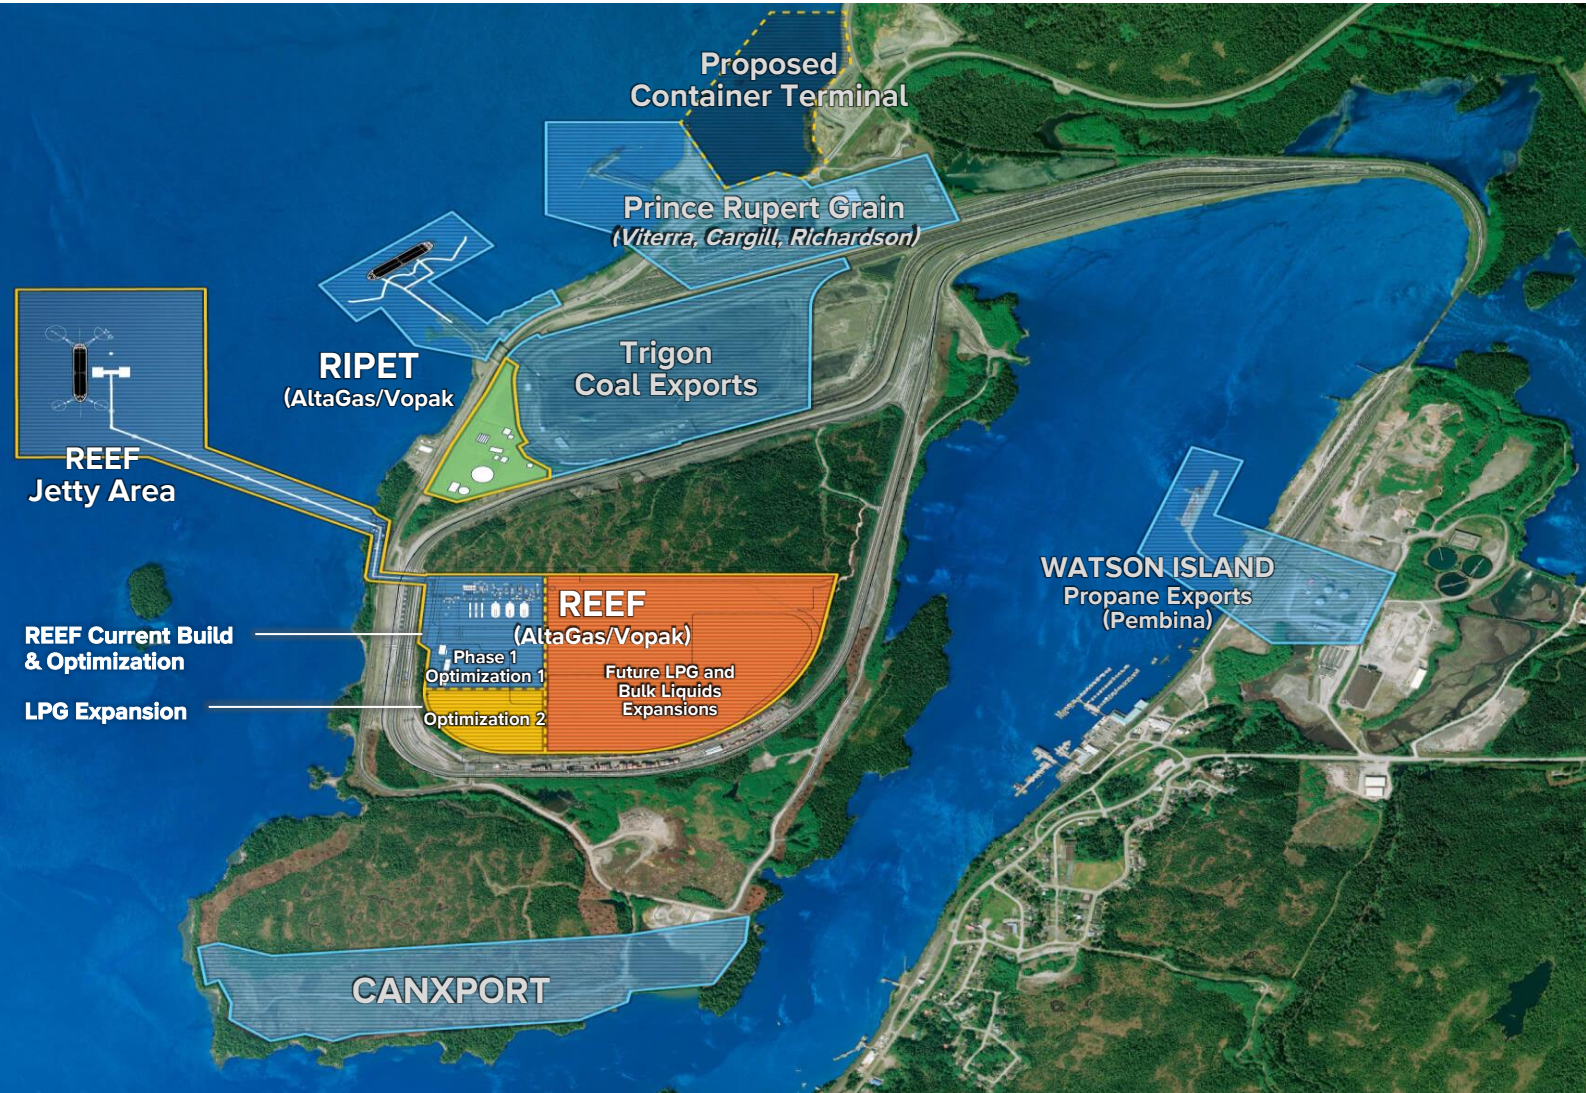 Proposed
Container Terminal
Prince Rupert Grain
(Viterra, Cargill, Richardson)
RIPET
(AltaGas/Vopak
Trigon
Coal Exports
REEF
Jetty Area
WATSON ISLAND
Propane Exports
(Pembina)
REEF
(AltaGas/Vopak)
REEF Current Build
& Optimization
Phase 1
Optimization 1
Future LPG and
Bulk Liquids
Expansions
LPG Expansion
Optimization 2
CANXPORT